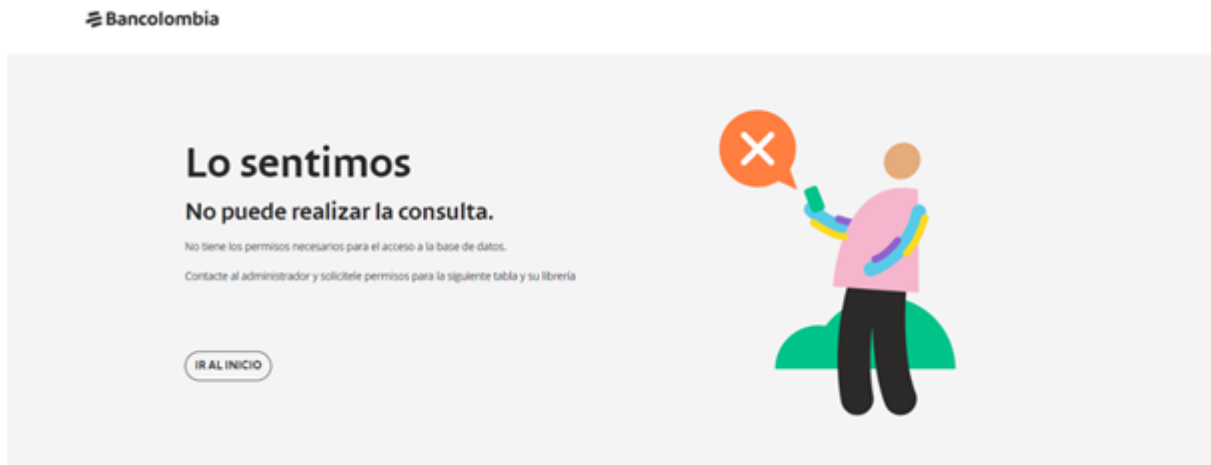 Bancolombia
Lo sentimos
No puede realizar la consulta.
No tiene los permisos necesarios para el acceso a la base de datos.
Contacte al administrador y solicitele permisos para la siguiente tabla y su librería
IR AL INICIO